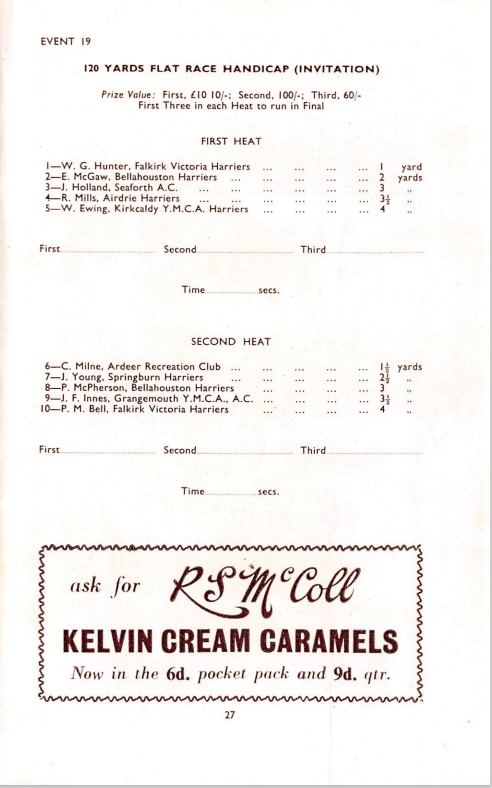 EVENT 19
120 YARDS FLAT RACE HANDICAP (INVITATION)
Prize Value: First, £10 10/-; Second, 100/-; Third, 60/-
First Three in each Heat to run in Final
FIRST HEAT
1—W. G. Hunter, Falkirk Victoria Harriers ... ... ... ... 1 yard
2—E. McGaw, Bellahouston Harriers ... ... ... ... ... 2 yards
3—J. Holland, Seaforth A.C. ... ... ... ... ... ... 3 „
4—R. Mills, Airdrie Harriers ... ... ... ... ... ... 3½ „
5—W. Ewing, Kirkcaldy Y.M.C.A. Harriers ... ... ... ... 4 „
First.................... Second.................... Third....................
Time............secs.
SECOND HEAT
6—C. Milne, Ardeer Recreation Club ... ... ... ... ... 1½ yards
7—J. Young, Springburn Harriers ... ... ... ... ... 2½ „
8—P. McPherson, Bellahouston Harriers ... ... ... ... 3 „
9—J. F. Innes, Grangemouth Y.M.C.A., A.C. ... ... ... ... 3½ „
10—P. M. Bell, Falkirk Victoria Harriers ... ... ... ... 4 „
First.................... Second.................... Third....................
Time............secs.
ask for R S McColl
KELVIN CREAM CARAMELS
Now in the 6d. pocket pack and 9d. qtr.
27